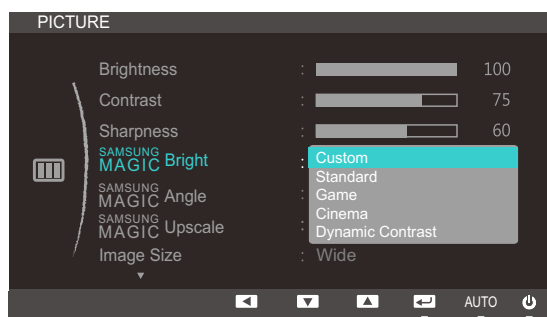 PICTURE
Brightness : 100
Contrast : 75
Sharpness : 60
SAMSUNG
MAGIC Bright :
Custom
Standard
Game
Cinema
Dynamic Contrast
SAMSUNG
MAGIC Angle :
SAMSUNG
MAGIC Upscale :
Image Size : Wide
AUTO